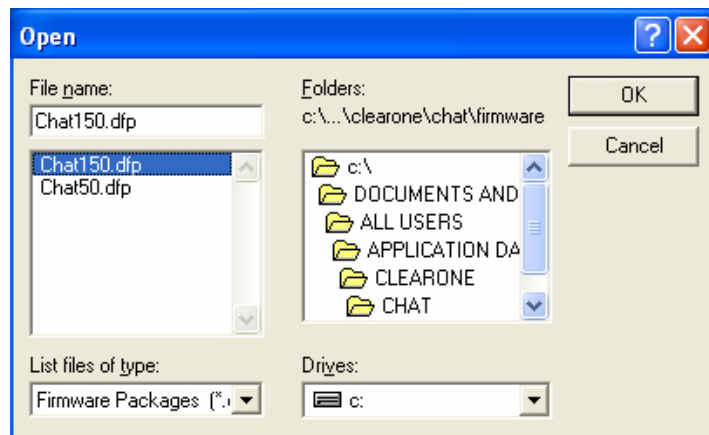 Open
File name:
Chat150.dfp
Chat150.dfp
Chat50.dfp
List files of type:
Firmware Packages (*.
Folders:
c:\...\clearone\chat\firmware
c:\
DOCUMENTS AND
ALL USERS
APPLICATION DA
CLEARONE
CHAT
Drives:
c:
OK
Cancel